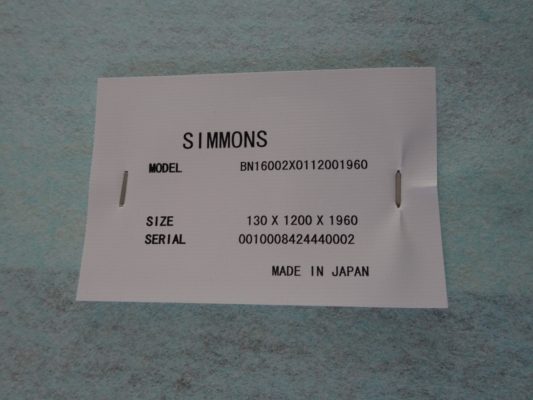 SIMMONS
MODEL BN16002X0112001960
SIZE 130 X 1200 X 1960
SERIAL 0010008424440002
MADE IN JAPAN